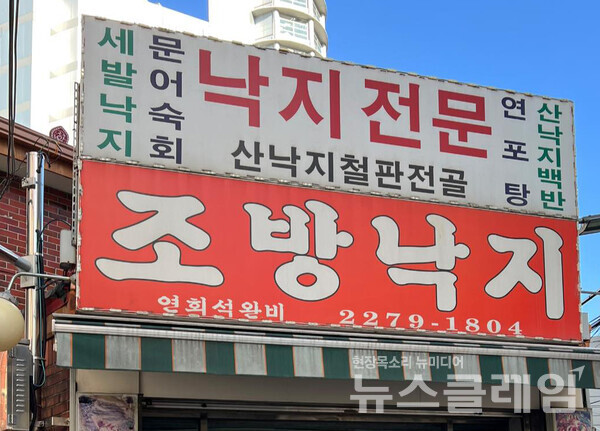 세발낙지
문어숙회
낙지전문
산낙지철판전골
연포탕
산낙지백반
조방낙지
열희석왕비 2279-1804
현장목소리 뉴미디어
뉴스클레임